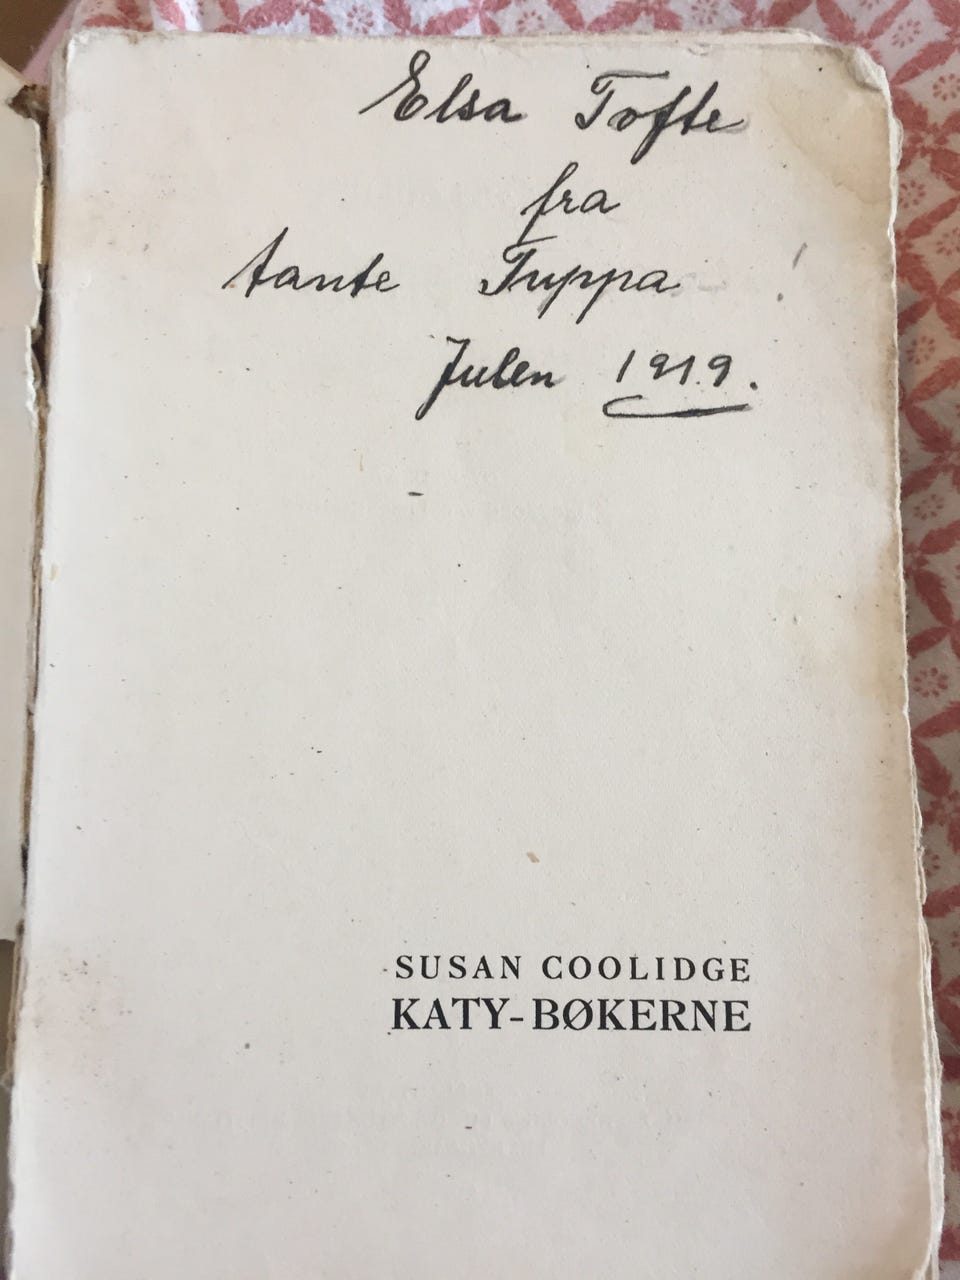 Elsa Tofte
fra
tante Tuppa
Julen 1919.
SUSAN COOLIDGE
KATY-BØKERNE